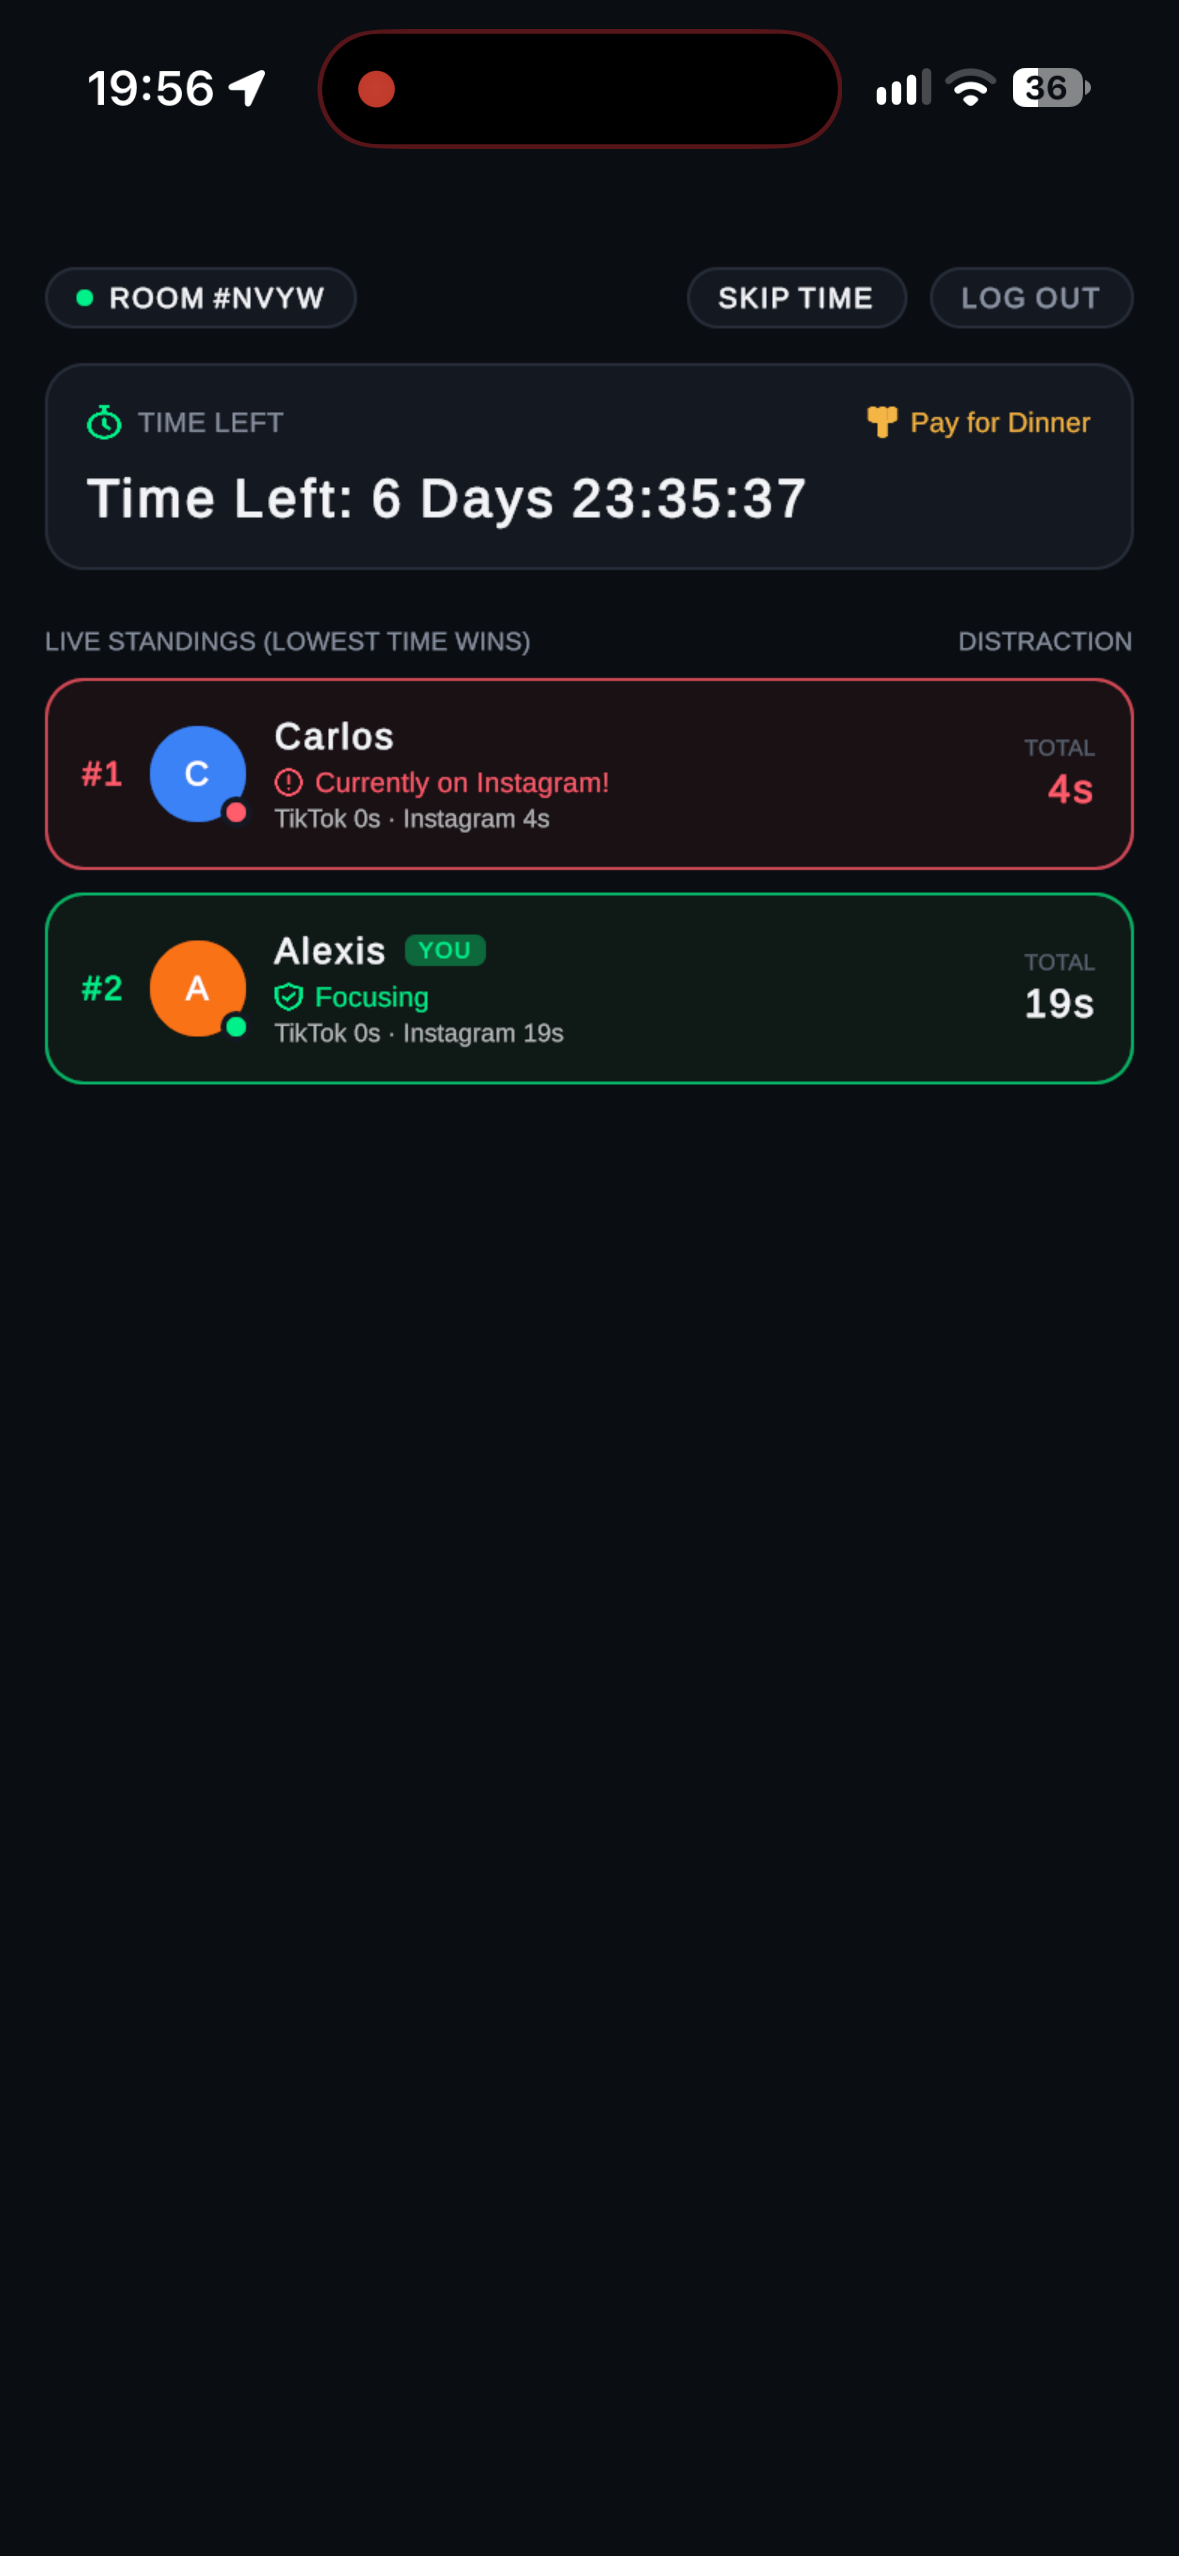 19:56
36
ROOM #NVYW SKIP TIME LOG OUT
TIME LEFT Pay for Dinner
Time Left: 6 Days 23:35:37
LIVE STANDINGS (LOWEST TIME WINS) DISTRACTION
#1
C
Carlos
Currently on Instagram!
TikTok 0s · Instagram 4s
TOTAL
4s
#2
A
Alexis YOU
Focusing
TikTok 0s · Instagram 19s
TOTAL
19s